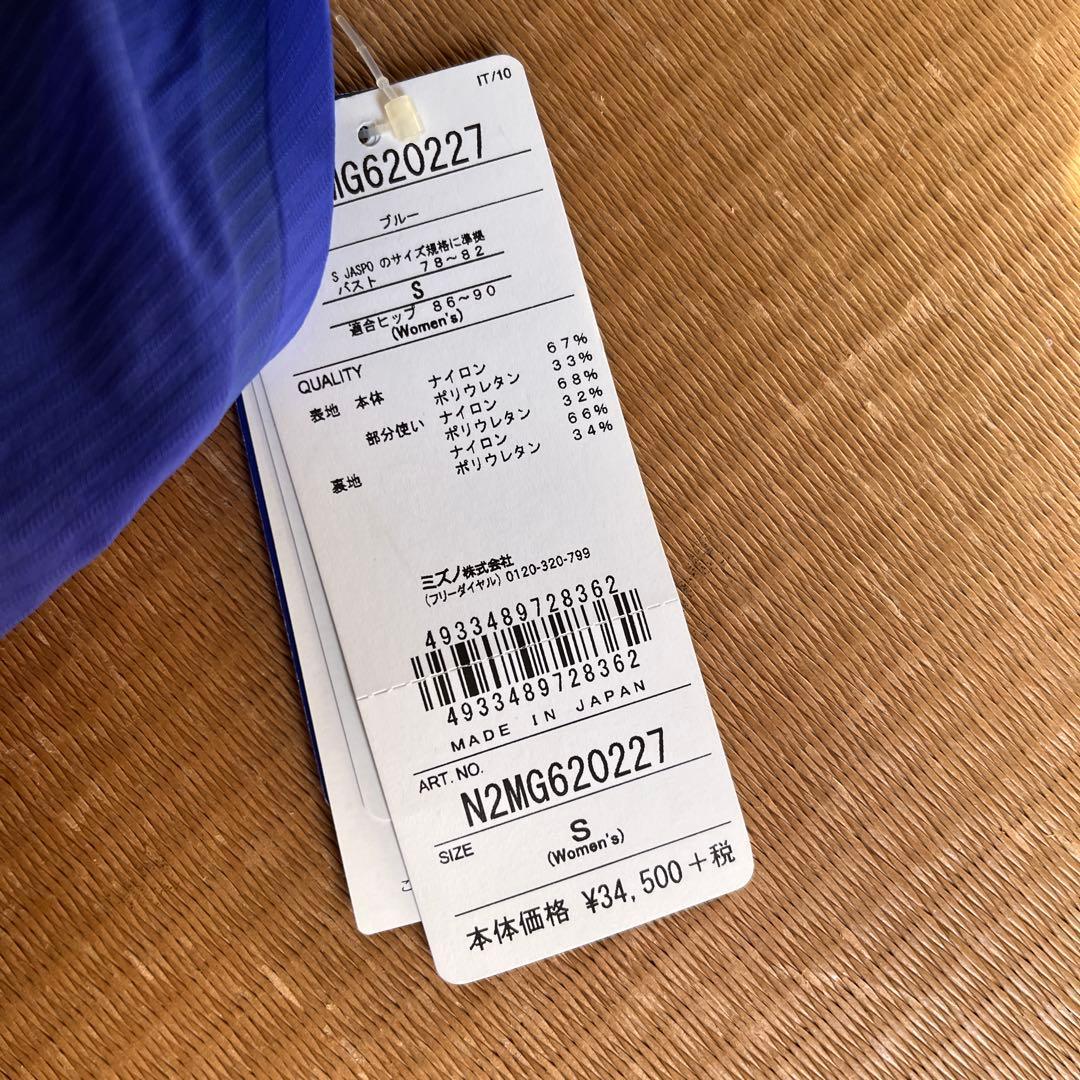 IT/10
MG620227
ブルー
S JASPO のサイズ規格に準拠
バスト 78~82
S
適合ヒップ 86~90
(Women's)
QUALITY
表地 本体 ナイロン 67%
ポリウレタン 33%
部分使い ナイロン 68%
ポリウレタン 32%
裏地 ナイロン 66%
ポリウレタン 34%
ミズノ株式会社
(フリーダイヤル) 0120-320-799
4933489728362
4933489728362
MADE IN JAPAN
ART. NO.
N2MG620227
SIZE S
(Women's)
本体価格 ¥34,500+税
こ